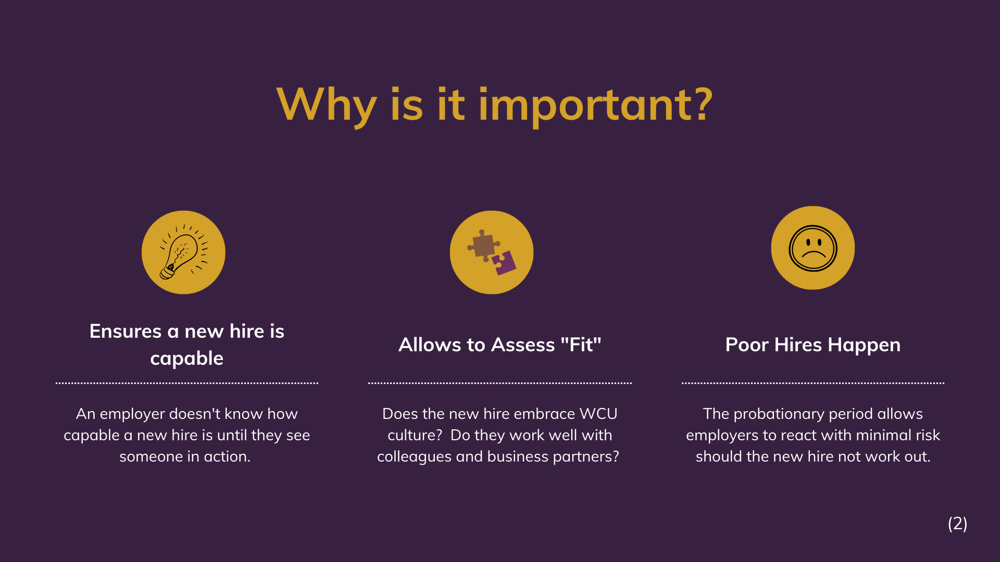 Why is it important?
Ensures a new hire is
capable
An employer doesn't know how
capable a new hire is until they see
someone in action.
Allows to Assess "Fit"
Does the new hire embrace WCU
culture?  Do they work well with
colleagues and business partners?
Poor Hires Happen
The probationary period allows
employers to react with minimal risk
should the new hire not work out.
(2)